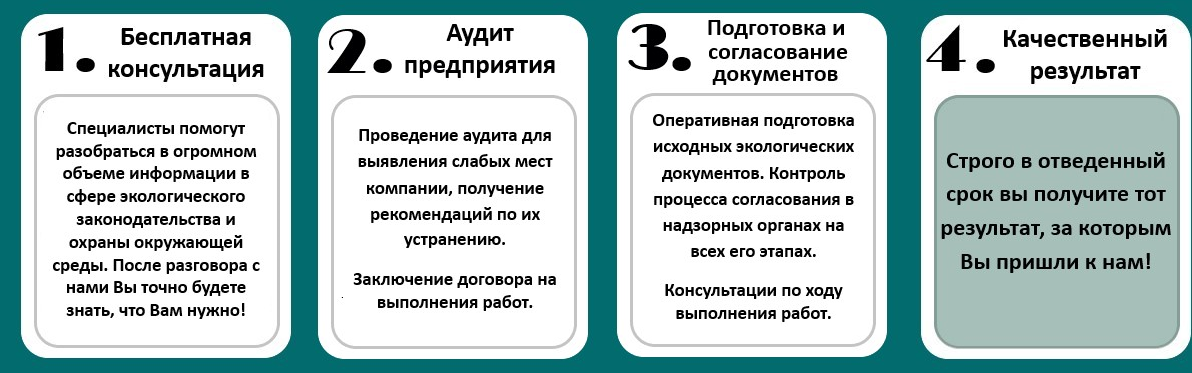 1.
Бесплатная
консультация
Специалисты помогут
разобраться в огромном
объеме информации в
сфере экологического
законодательства и
охраны окружающей
среды. После разговора с
нами Вы точно будете
знать, что Вам нужно!
2.
Аудит
предприятия
Проведение аудита для
выявления слабых мест
компании, получение
рекомендаций по их
устранению.
Заключение договора на
выполнения работ.
3.
Подготовка и
согласование
документов
Оперативная подготовка
исходных экологических
документов. Контроль
процесса согласования в
надзорных органах на
всех его этапах.
Консультации по ходу
выполнения работ.
4.
Качественный
результат
Строго в отведенный
срок вы получите тот
результат, за которым
Вы пришли к нам!